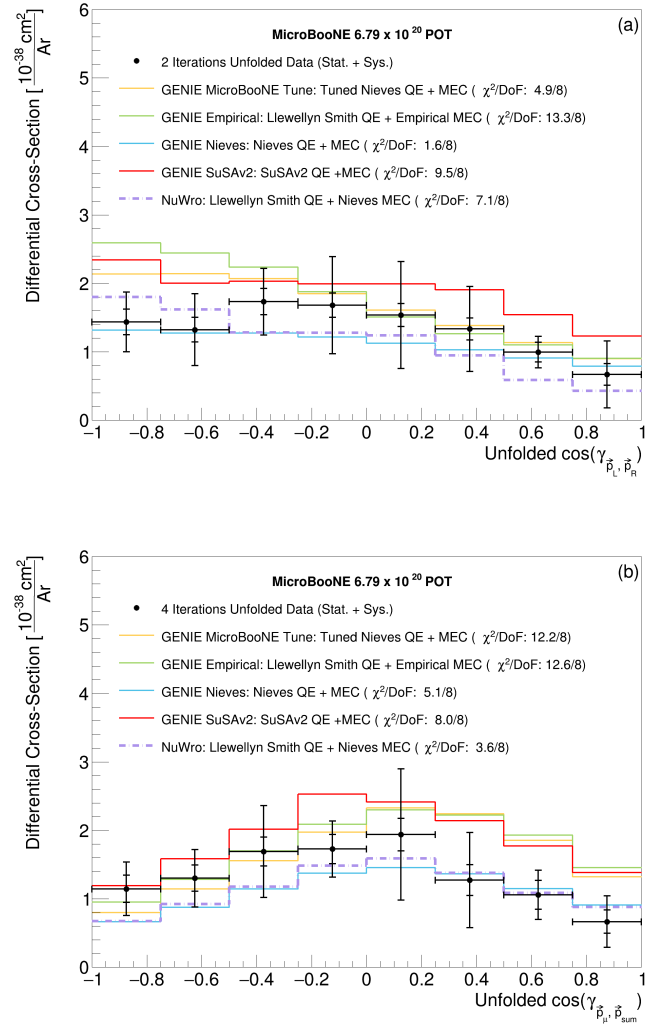 (a)
MicroBooNE 6.79 x 10^20 POT
2 Iterations Unfolded Data (Stat. + Sys.)
GENIE MicroBooNE Tune: Tuned Nieves QE + MEC ( χ²/DoF: 4.9/8)
GENIE Empirical: Llewellyn Smith QE + Empirical MEC ( χ²/DoF: 13.3/8)
GENIE Nieves: Nieves QE + MEC ( χ²/DoF: 1.6/8)
GENIE SuSAv2: SuSAv2 QE +MEC ( χ²/DoF: 9.5/8)
NuWro: Llewellyn Smith QE + Nieves MEC ( χ²/DoF: 7.1/8)
Differential Cross-Section [10^-38 cm²/Ar]
6
5
4
3
2
1
0
−1 −0.8 −0.6 −0.4 −0.2 0 0.2 0.4 0.6 0.8 1
Unfolded cos(γ p⃗_L, p⃗_R)
(b)
MicroBooNE 6.79 x 10^20 POT
4 Iterations Unfolded Data (Stat. + Sys.)
GENIE MicroBooNE Tune: Tuned Nieves QE + MEC ( χ²/DoF: 12.2/8)
GENIE Empirical: Llewellyn Smith QE + Empirical MEC ( χ²/DoF: 12.6/8)
GENIE Nieves: Nieves QE + MEC ( χ²/DoF: 5.1/8)
GENIE SuSAv2: SuSAv2 QE +MEC ( χ²/DoF: 8.0/8)
NuWro: Llewellyn Smith QE + Nieves MEC ( χ²/DoF: 3.6/8)
Differential Cross-Section [10^-38 cm²/Ar]
6
5
4
3
2
1
0
−1 −0.8 −0.6 −0.4 −0.2 0 0.2 0.4 0.6 0.8 1
Unfolded cos(γ p⃗_μ, p⃗_sum)